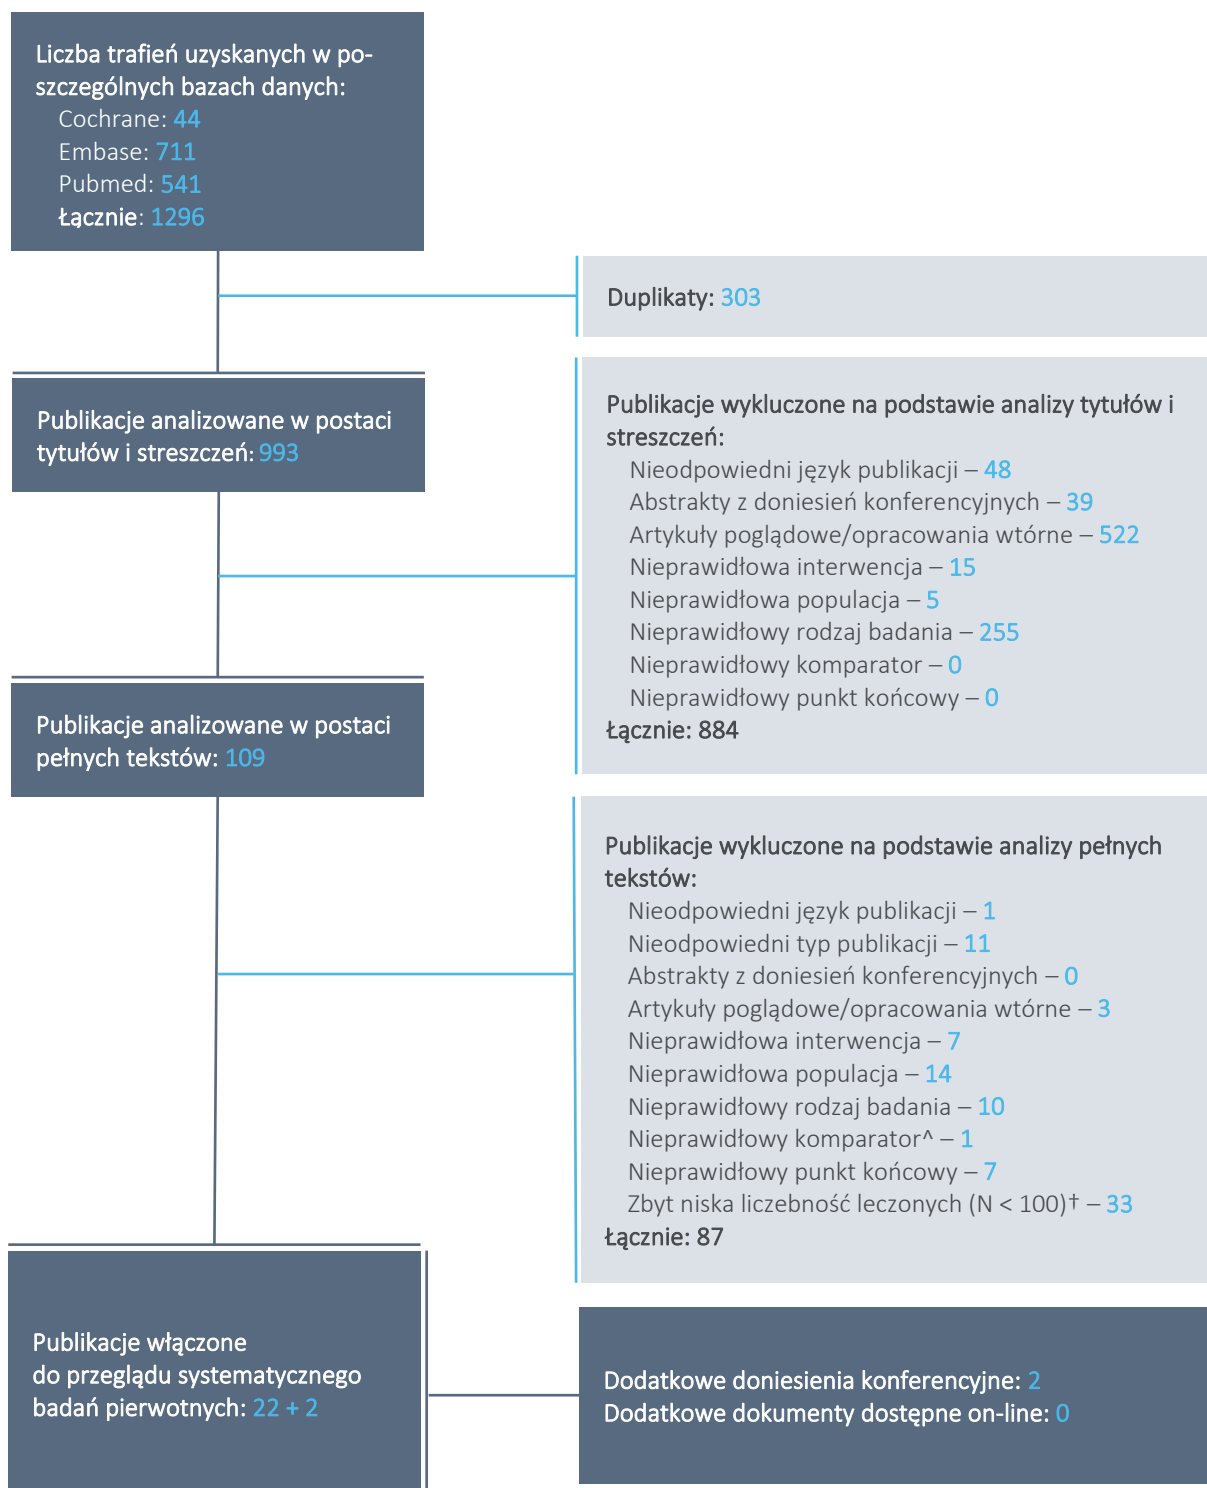 Liczba trafień uzyskanych w po-
szczególnych bazach danych:
Cochrane: 44
Embase: 711
Pubmed: 541
Łącznie: 1296
Duplikaty: 303
Publikacje analizowane w postaci
tytułów i streszczeń: 993
Publikacje wykluczone na podstawie analizy tytułów i
streszczeń:
Nieodpowiedni język publikacji – 48
Abstrakty z doniesień konferencyjnych – 39
Artykuły poglądowe/opracowania wtórne – 522
Nieprawidłowa interwencja – 15
Nieprawidłowa populacja – 5
Nieprawidłowy rodzaj badania – 255
Nieprawidłowy komparator – 0
Nieprawidłowy punkt końcowy – 0
Łącznie: 884
Publikacje analizowane w postaci
pełnych tekstów: 109
Publikacje wykluczone na podstawie analizy pełnych
tekstów:
Nieodpowiedni język publikacji – 1
Nieodpowiedni typ publikacji – 11
Abstrakty z doniesień konferencyjnych – 0
Artykuły poglądowe/opracowania wtórne – 3
Nieprawidłowa interwencja – 7
Nieprawidłowa populacja – 14
Nieprawidłowy rodzaj badania – 10
Nieprawidłowy komparator^ – 1
Nieprawidłowy punkt końcowy – 7
Zbyt niska liczebność leczonych (N < 100)† – 33
Łącznie: 87
Publikacje włączone
do przeglądu systematycznego
badań pierwotnych: 22 + 2
Dodatkowe doniesienia konferencyjne: 2
Dodatkowe dokumenty dostępne on-line: 0